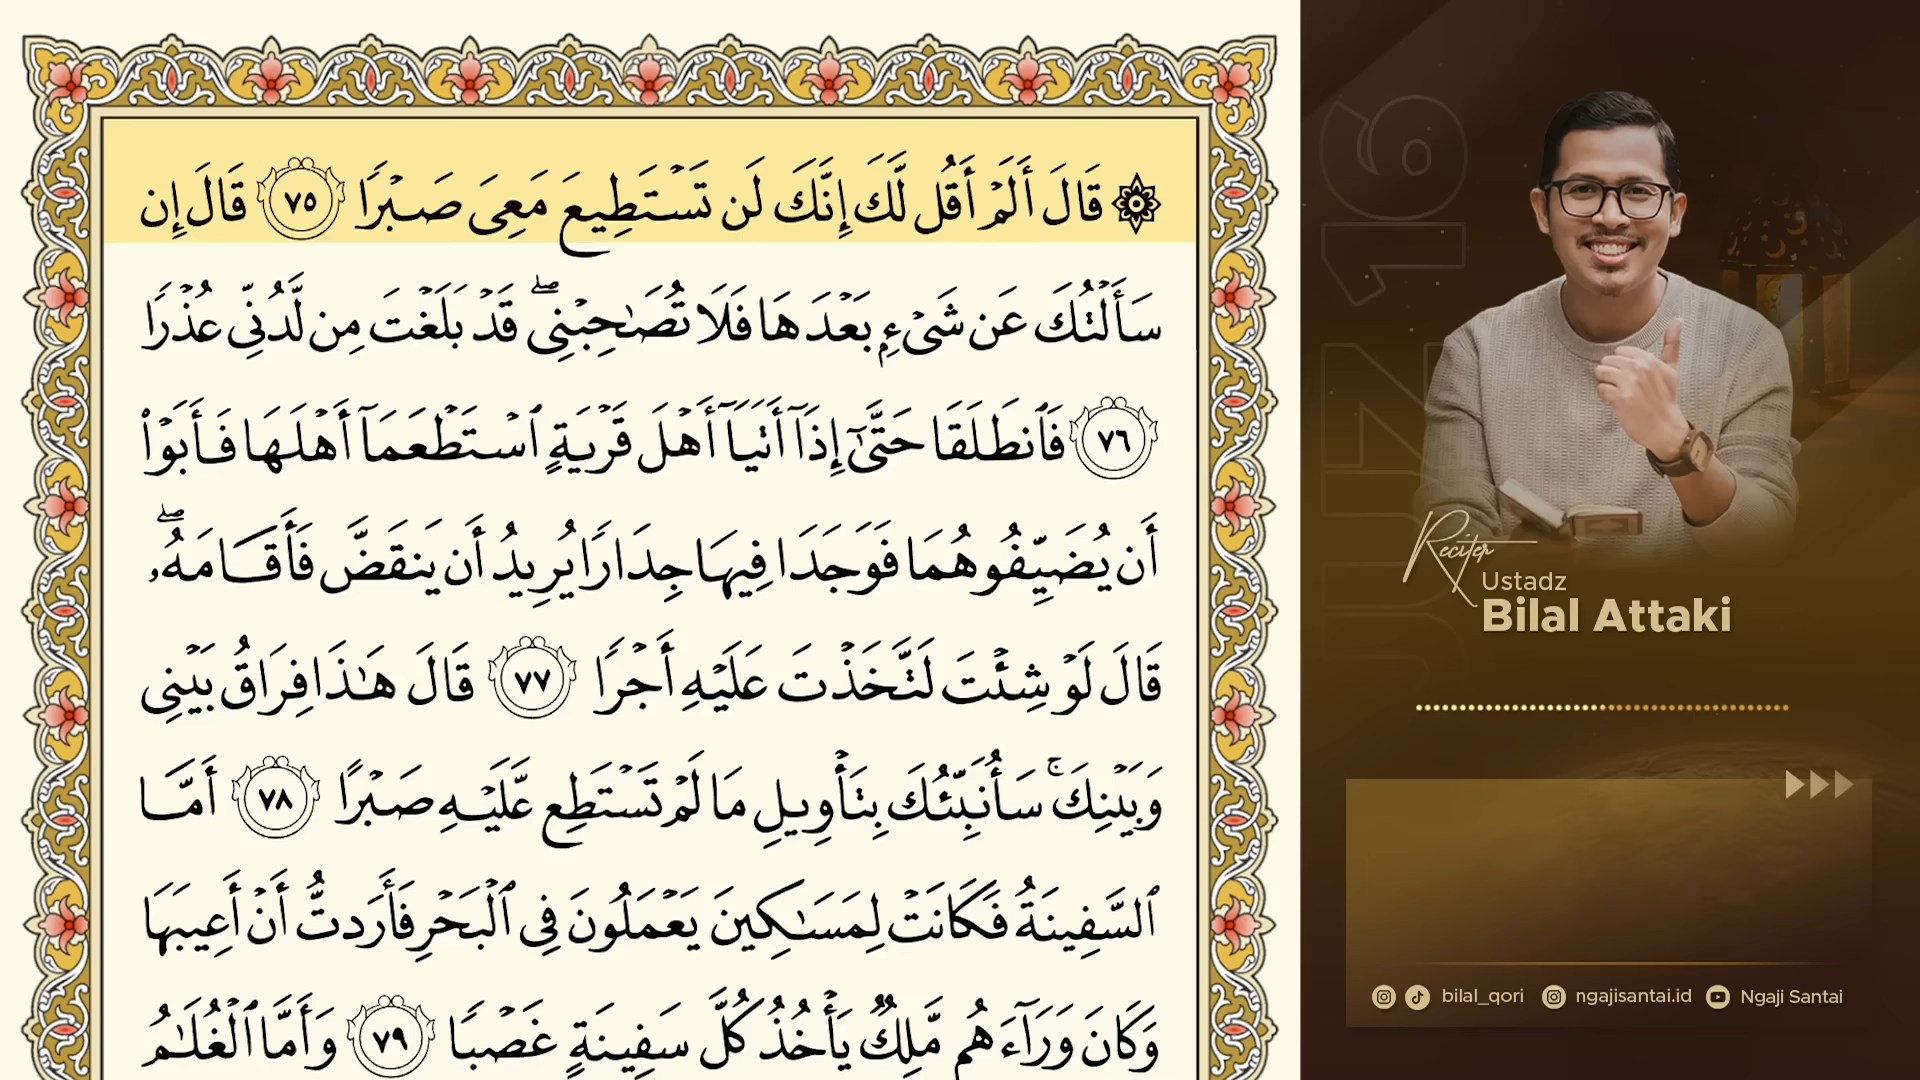 ۞ قَالَ أَلَمْ أَقُل لَّكَ إِنَّكَ لَن تَسْتَطِيعَ مَعِىَ صَبْرًا ٧٥ قَالَ إِن
سَأَلْتُكَ عَن شَىْءٍۭ بَعْدَهَا فَلَا تُصَـٰحِبْنِى ۖ قَدْ بَلَغْتَ مِن لَّدُنِّى عُذْرًا
٧٦ فَٱنطَلَقَا حَتَّىٰٓ إِذَآ أَتَيَآ أَهْلَ قَرْيَةٍ ٱسْتَطْعَمَآ أَهْلَهَا فَأَبَوْا۟
أَن يُضَيِّفُوهُمَا فَوَجَدَا فِيهَا جِدَارًا يُرِيدُ أَن يَنقَضَّ فَأَقَامَهُۥ ۖ
قَالَ لَوْ شِئْتَ لَتَّخَذْتَ عَلَيْهِ أَجْرًا ٧٧ قَالَ هَـٰذَا فِرَاقُ بَيْنِى
وَبَيْنِكَ ۚ سَأُنَبِّئُكَ بِتَأْوِيلِ مَا لَمْ تَسْتَطِع عَّلَيْهِ صَبْرًا ٧٨ أَمَّا
ٱلسَّفِينَةُ فَكَانَتْ لِمَسَـٰكِينَ يَعْمَلُونَ فِى ٱلْبَحْرِ فَأَرَدتُّ أَنْ أَعِيبَهَا
وَكَانَ وَرَآءَهُم مَّلِكٌ يَأْخُذُ كُلَّ سَفِينَةٍ غَصْبًا ٧٩ وَأَمَّا ٱلْغُلَـٰمُ
JUZ 16
Reciter
Ustadz
Bilal Attaki
bilal_qori ngajisantai.id Ngaji Santai